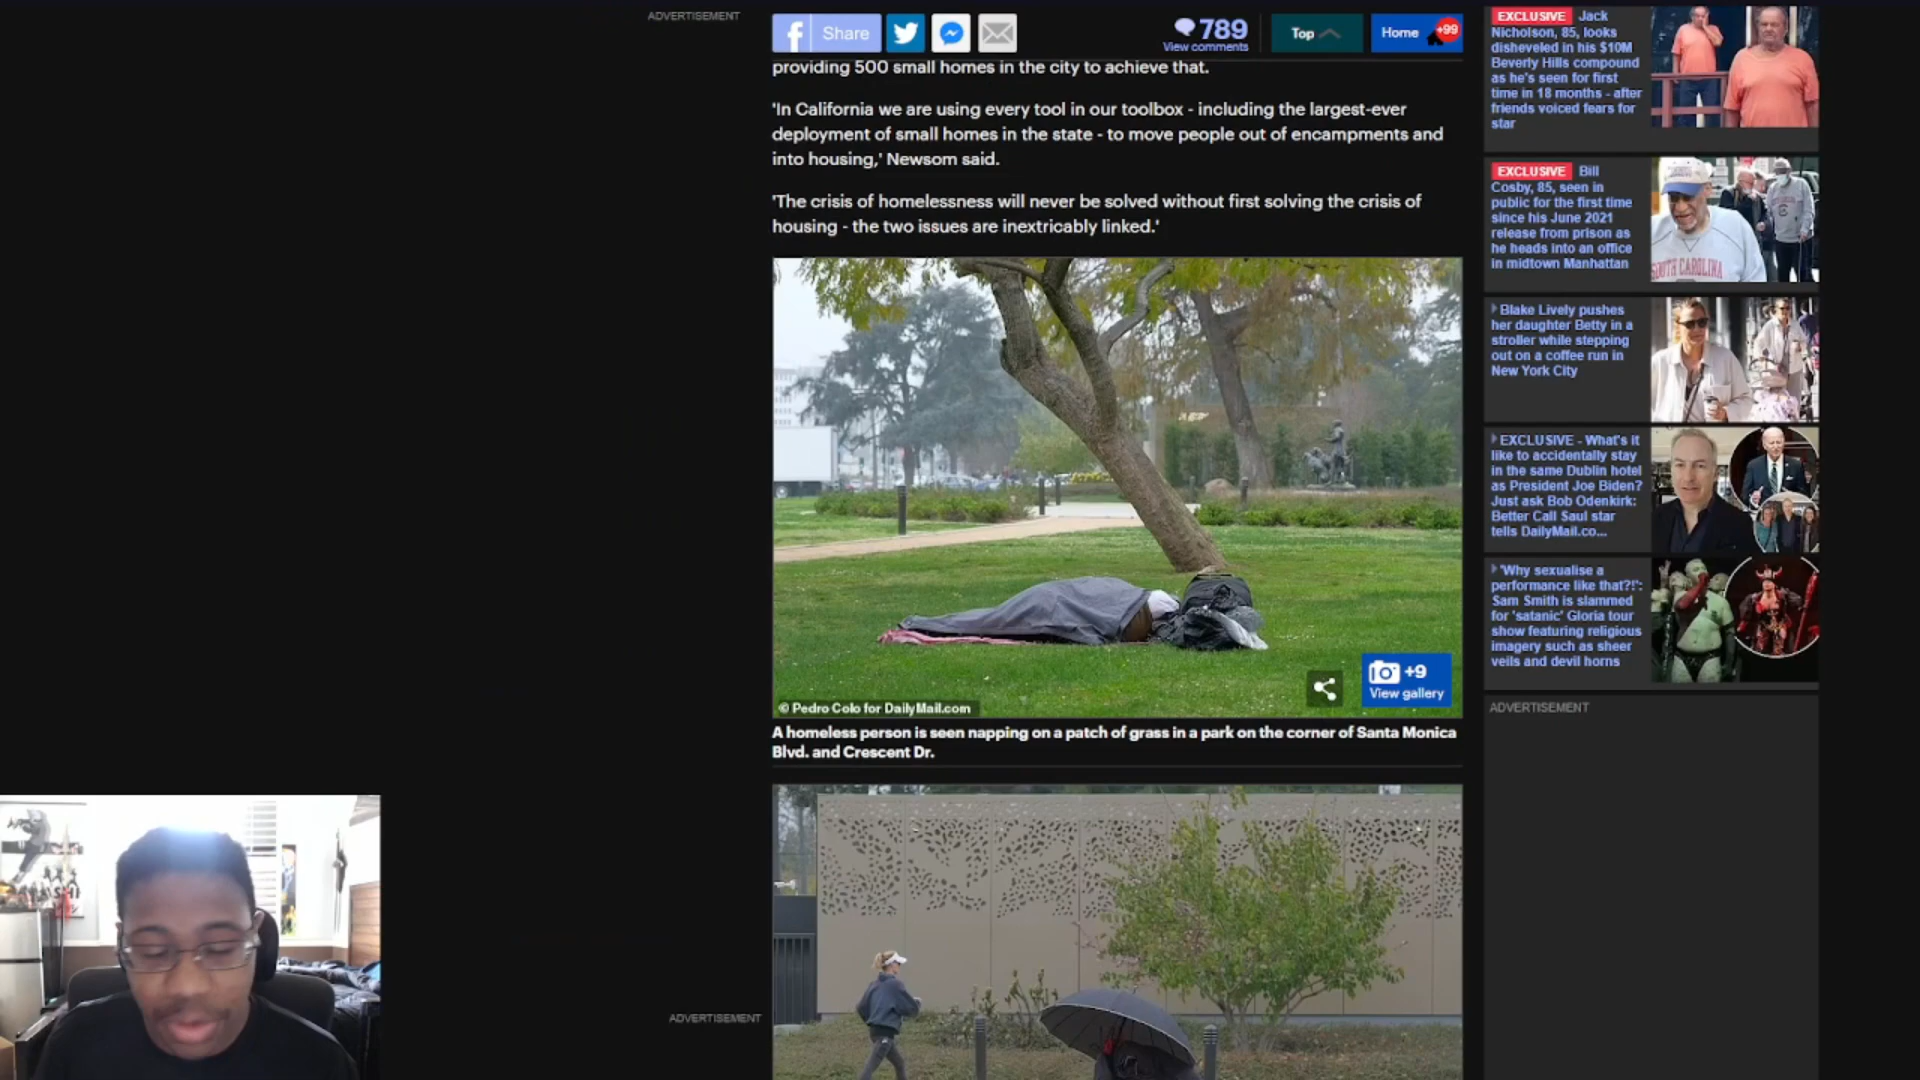 ADVERTISEMENT
Share
789
View comments
Top
Home
+99
providing 500 small homes in the city to achieve that.
'In California we are using every tool in our toolbox - including the largest-ever
deployment of small homes in the state - to move people out of encampments and
into housing,' Newsom said.
'The crisis of homelessness will never be solved without first solving the crisis of
housing - the two issues are inextricably linked.'
+9
View gallery
© Pedro Colo for DailyMail.com
A homeless person is seen napping on a patch of grass in a park on the corner of Santa Monica
Blvd. and Crescent Dr.
ADVERTISEMENT
EXCLUSIVE Jack
Nicholson, 85, looks
disheveled in his $10M
Beverly Hills compound
as he's seen for first
time in 18 months - after
friends voiced fears for
star
EXCLUSIVE Bill
Cosby, 85, seen in
public for the first time
since his June 2021
release from prison as
he heads into an office
in midtown Manhattan
SOUTH CAROLINA
Blake Lively pushes
her daughter Betty in a
stroller while stepping
out on a coffee run in
New York City
EXCLUSIVE - What's it
like to accidentally stay
in the same Dublin hotel
as President Joe Biden?
Just ask Bob Odenkirk:
Better Call Saul star
tells DailyMail.co...
'Why sexualise a
performance like that?!':
Sam Smith is slammed
for 'satanic' Gloria tour
show featuring religious
imagery such as sheer
veils and devil horns
ADVERTISEMENT